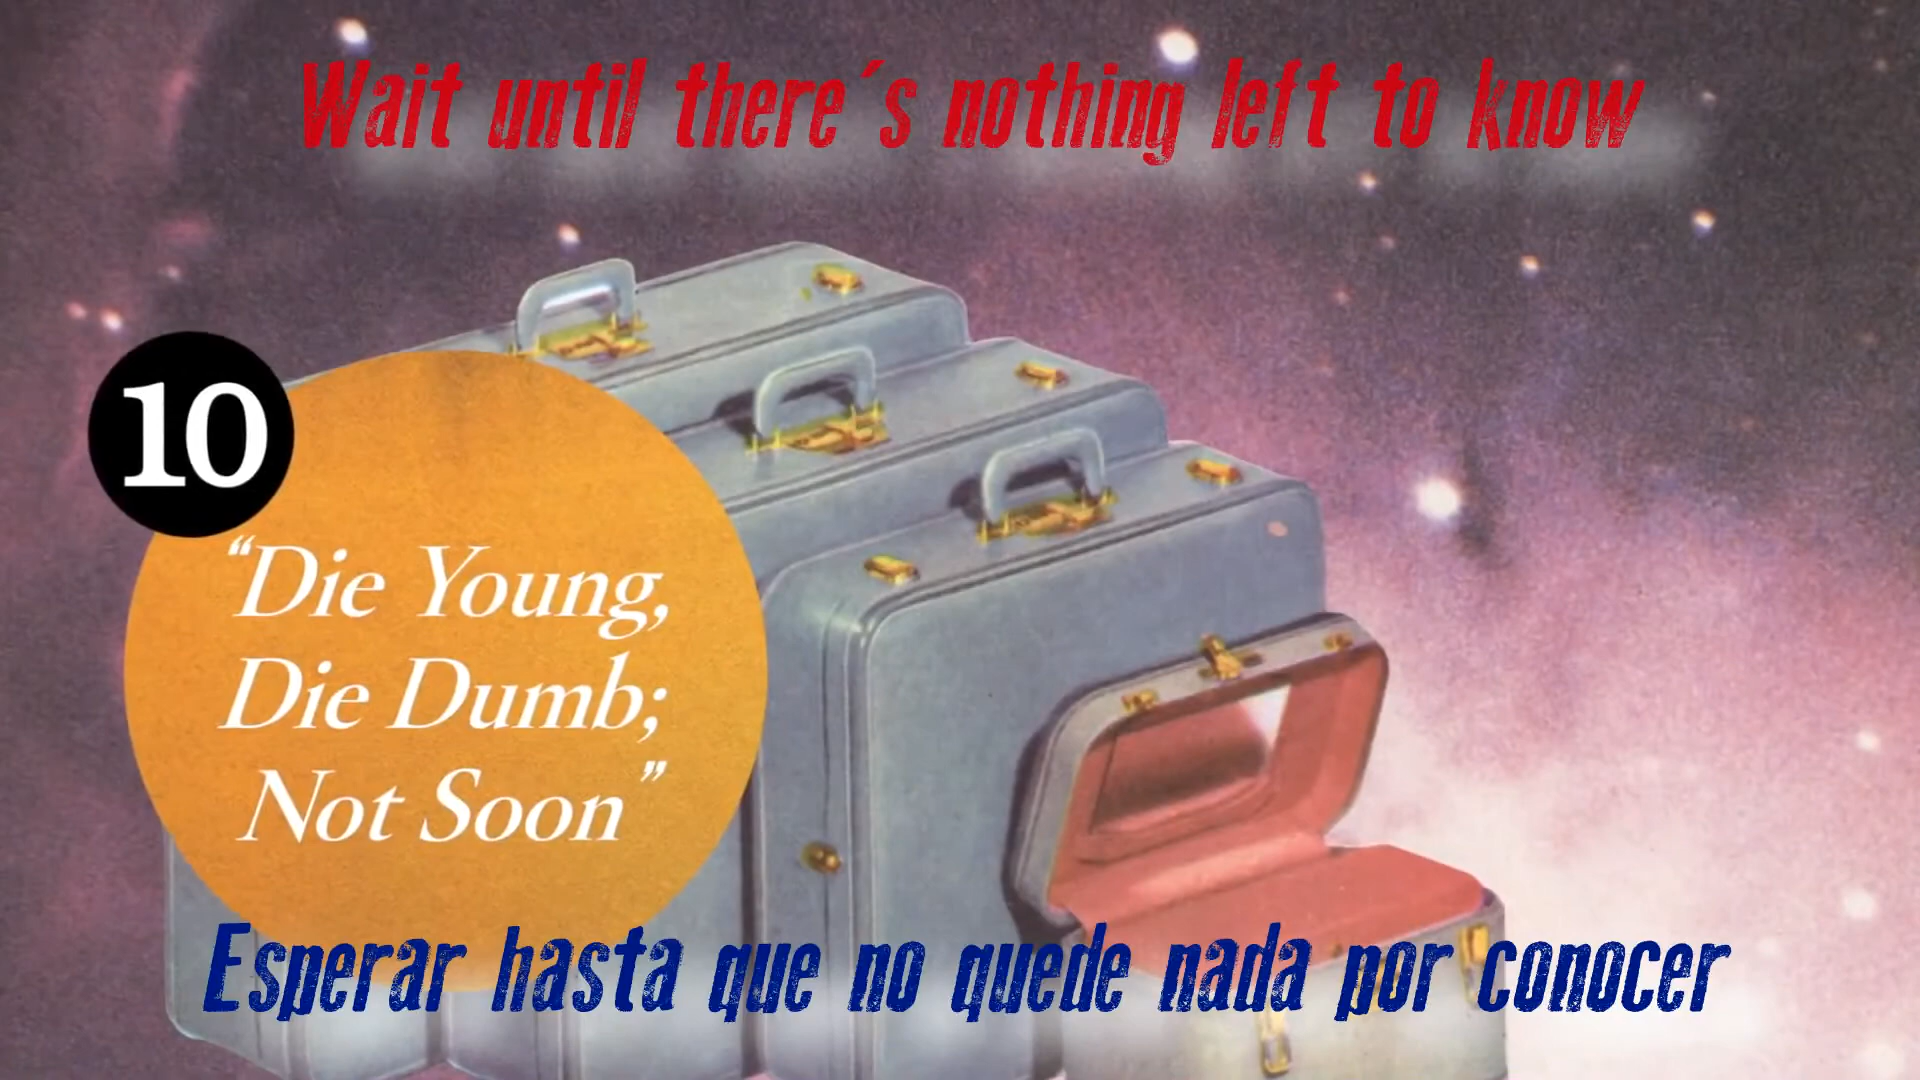 Wait until there´s nothing left to know
10
“Die Young,
Die Dumb;
Not Soon”
Esperar hasta que no quede nada por conocer